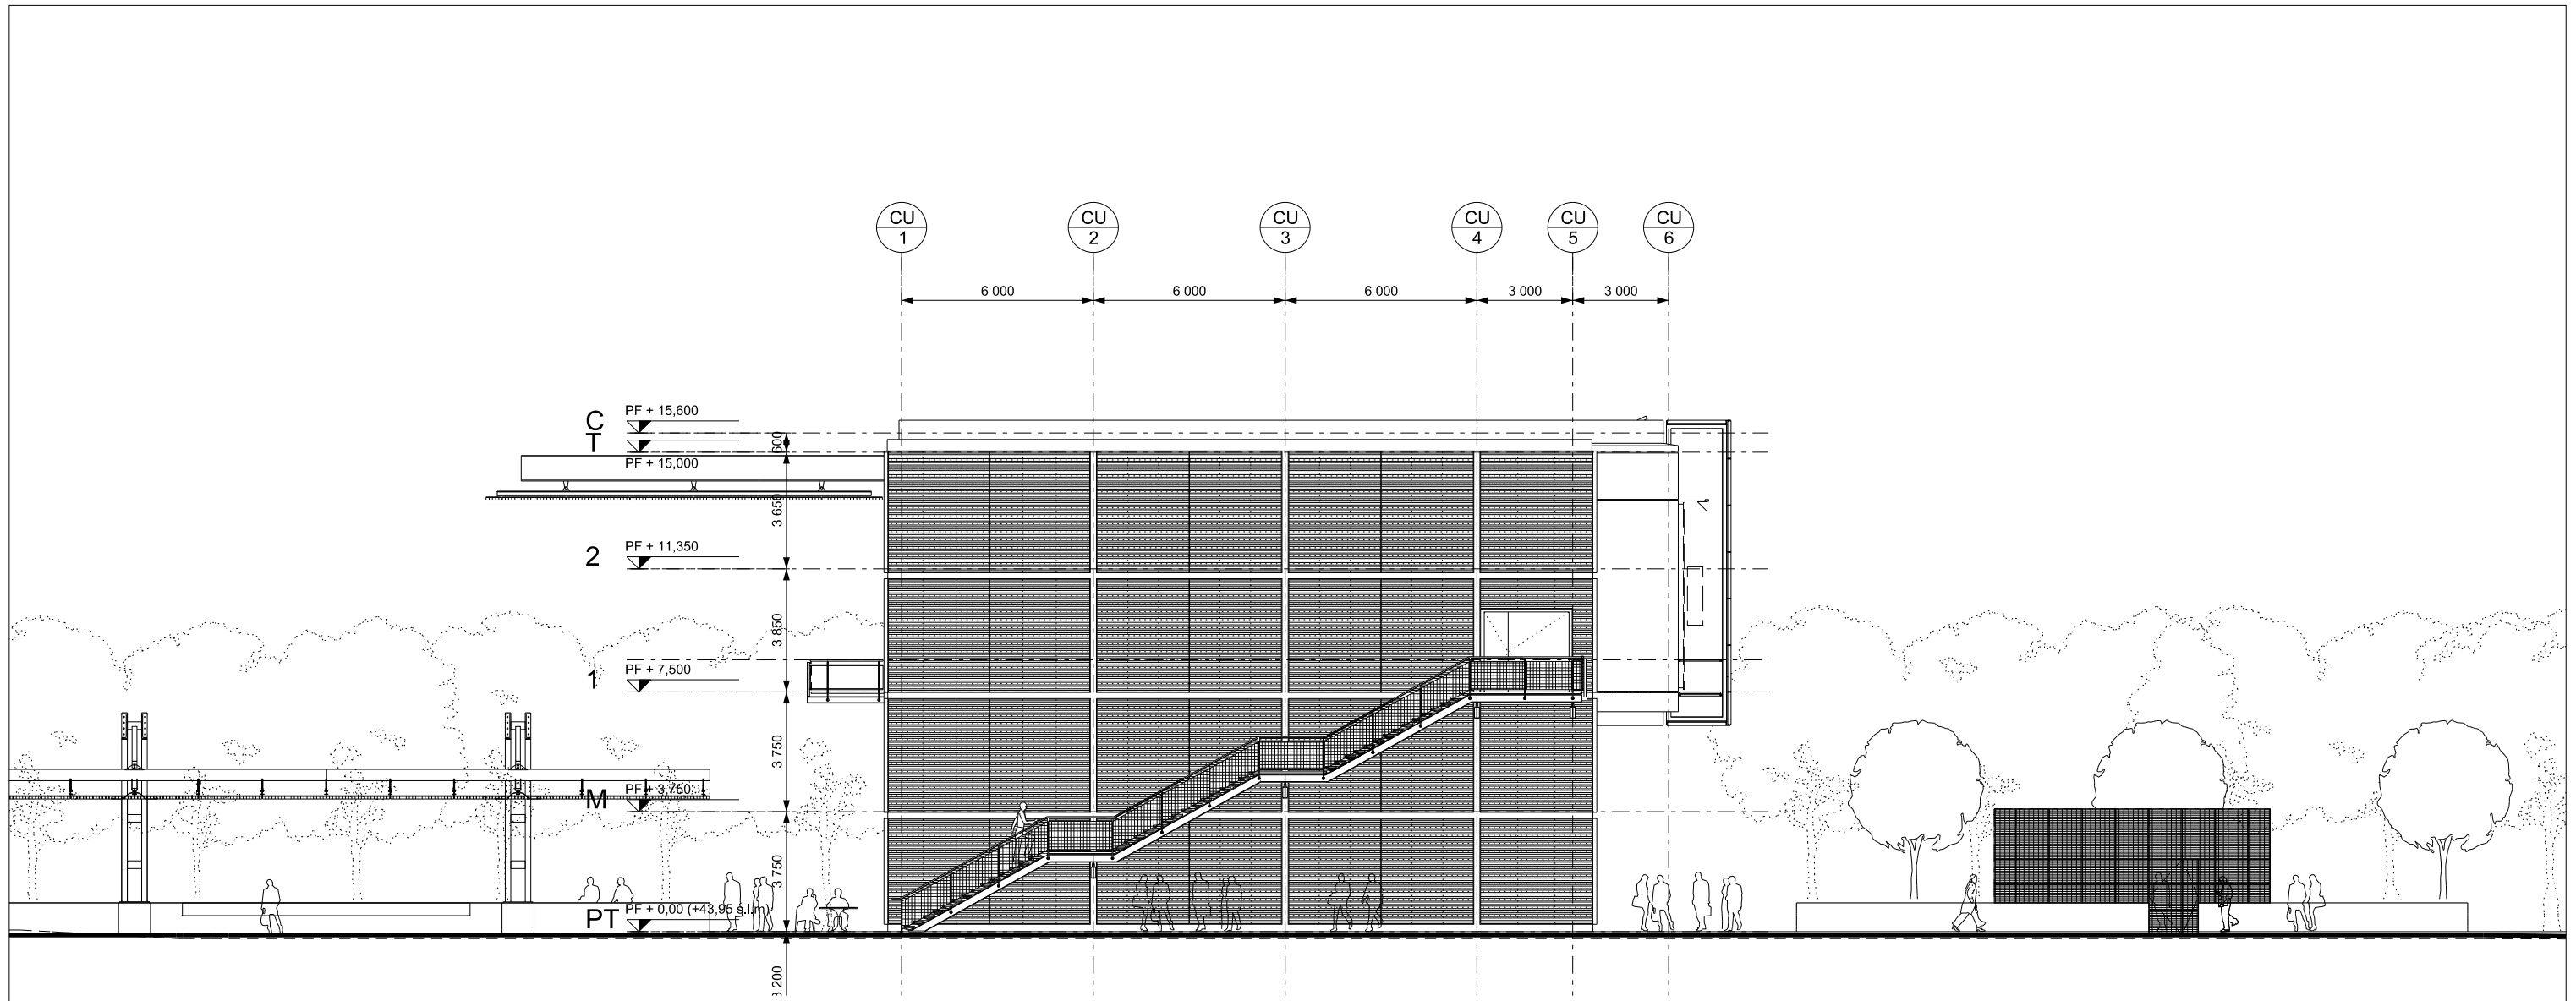 CU CU CU CU CU CU
1 2 3 4 5 6
6 000 6 000 6 000 3 000 3 000
C PF + 15,600
T
600
PF + 15,000
3 650
2 PF + 11,350
3 850
1 PF + 7,500
3 750
M PF + 3,750
3 750
PT PF + 0,00 (+43,95 s.l.m)
3 200